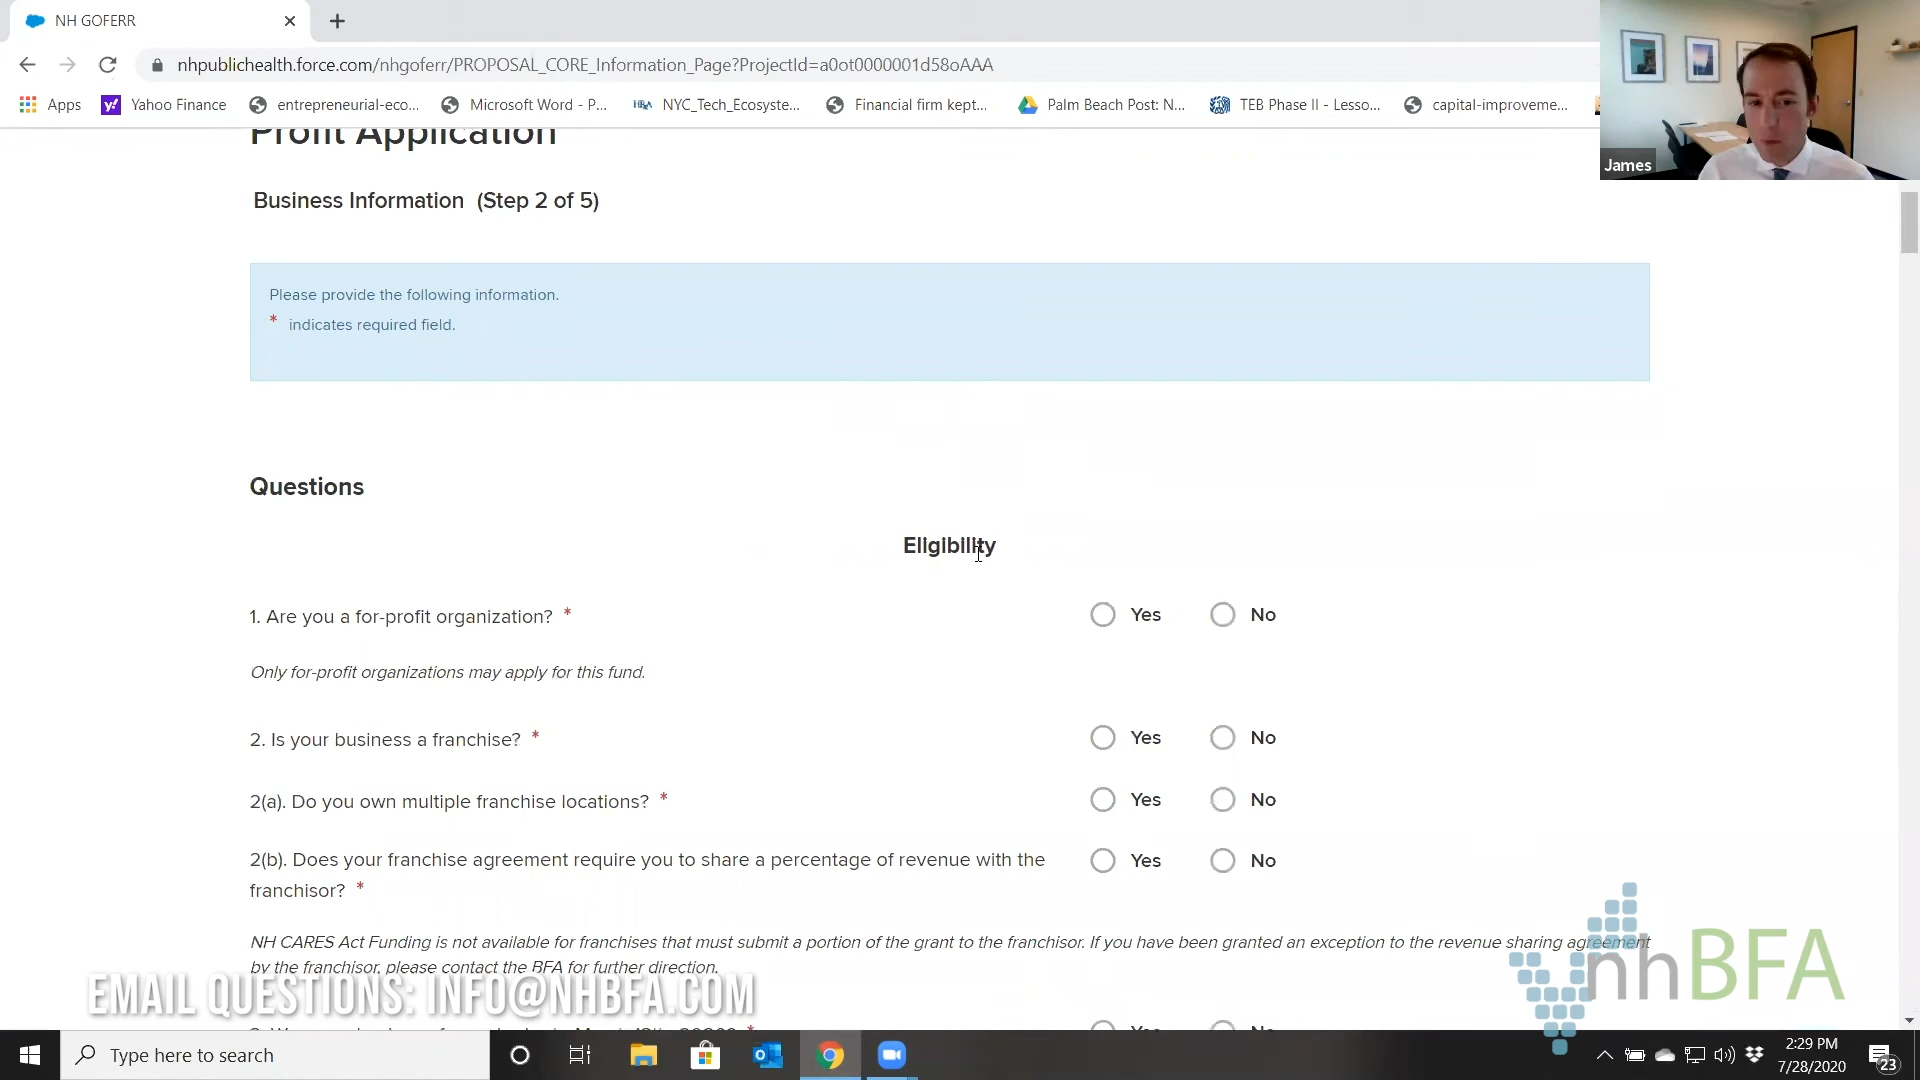 NH GOFERR
nhpublichealth.force.com/nhgoferr/PROPOSAL_CORE_Information_Page?ProjectId=a0ot0000001d58oAAA
Apps Yahoo Finance entrepreneurial-eco... Microsoft Word - P... NYC_Tech_Ecosyste... Financial firm kept... Palm Beach Post: N... TEB Phase II - Lesso... capital-improveme...
James
Profit Application
Business Information (Step 2 of 5)
Please provide the following information.
* indicates required field.
Questions
Eligibility
1. Are you a for-profit organization? * Yes No
Only for-profit organizations may apply for this fund.
2. Is your business a franchise? * Yes No
2(a). Do you own multiple franchise locations? * Yes No
2(b). Does your franchise agreement require you to share a percentage of revenue with the Yes No
franchisor? *
NH CARES Act Funding is not available for franchises that must submit a portion of the grant to the franchisor. If you have been granted an exception to the revenue sharing agreement
by the franchisor, please contact the BFA for further direction.
EMAIL QUESTIONS: INFO@NHBFA.COM
nhBFA
Yes No
Type here to search
2:29 PM
7/28/2020
23